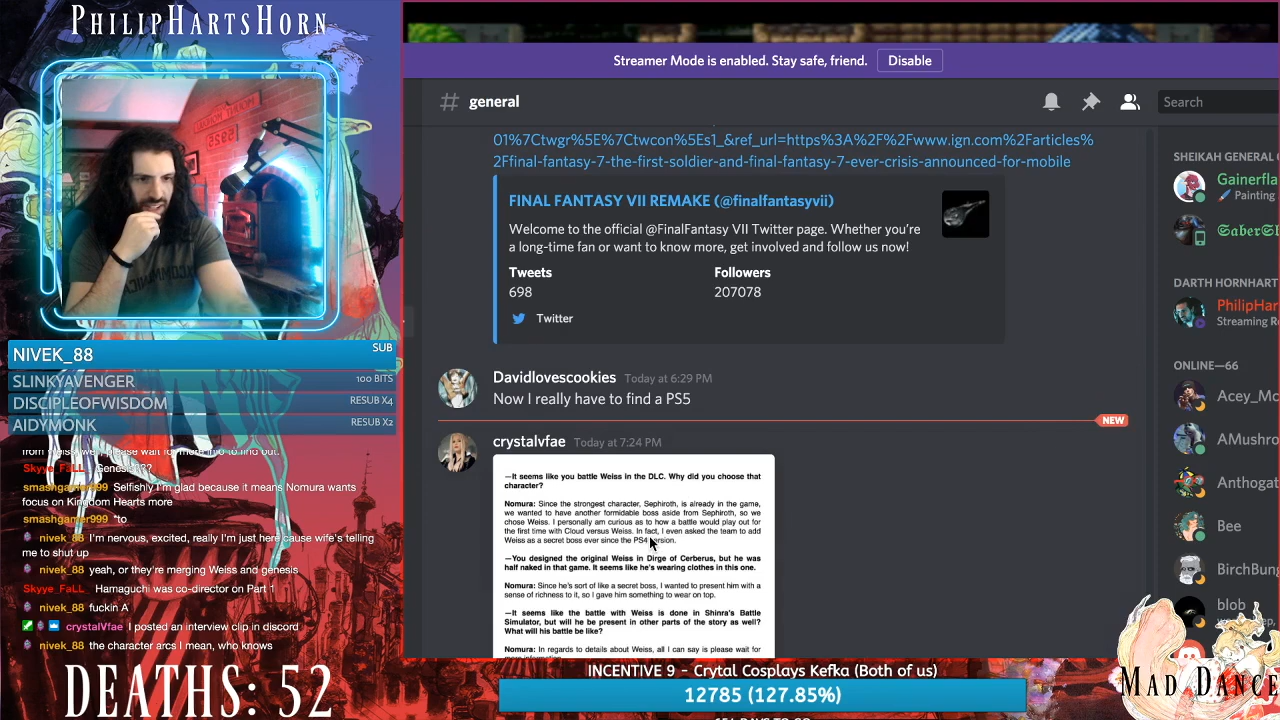 PHILIPHARTSHORN
Streamer Mode is enabled. Stay safe, friend.
Disable
# general
Search
01%7Ctwgr%5E%7Ctwcon%5Es1_&ref_url=https%3A%2F%2Fwww.ign.com%2Farticles%
2Ffinal-fantasy-7-the-first-soldier-and-final-fantasy-7-ever-crisis-announced-for-mobile
FINAL FANTASY VII REMAKE (@finalfantasyvii)
Welcome to the official @FinalFantasy VII Twitter page. Whether you're
a long-time fan or want to know more, get involved and follow us now!
Tweets Followers
698 207078
Twitter
Davidlovescookies Today at 6:29 PM
Now I really have to find a PS5
NEW
crystalvfae Today at 7:24 PM
—It seems like you battle Weiss in the DLC. Why did you choose that
character?
Nomura: Since the strongest character, Sephiroth, is already in the game,
we wanted to have another formidable boss aside from Sephiroth, so we
chose Weiss. I personally am curious as to how a battle would play out for
the first time with Cloud versus Weiss. In fact, I even asked the team to add
Weiss as a secret boss ever since the PS4 version.
—You designed the original Weiss in Dirge of Cerberus, but he was
half naked in that game. It seems like he's wearing clothes in this one.
Nomura: Since he's sort of like a secret boss, I wanted to present him with a
sense of richness to it, so I gave him something to wear on top.
—It seems like the battle with Weiss is done in Shinra's Battle
Simulator, but will he be present in other parts of the story as well?
What will his battle be like?
Nomura: In regards to details about Weiss, all I can say is please wait for
SHEIKAH GENERAL (
Gainerfla
Painting
SaberSl
DARTH HORNHART
PhilipHar
Streaming R
ONLINE—66
Acey_Mc
AMushro
Anthogat
Bee
BirchBung
NIVEK_88 SUB
SLINKYAVENGER 100 BITS
DISCIPLEOFWISDOM RESUB X4
AIDYMONK RESUB X2
Skyye_FaLL Genesis???
smashgamer999 Selfishly I'm glad because it means Nomura wants
focus on Kingdom Hearts more
smashgamer999 *to
nivek_88 I'm nervous, excited, really I'm just here cause wife's telling
me to shut up
nivek_88 yeah, or they're merging Weiss and genesis
Skyye_FaLL Hamaguchi was co-director on Part 1
nivek_88 fuckin A
crystalVfae I posted an interview clip in discord
nivek_88 the character arcs I mean, who knows
DEATHS: 52
INCENTIVE 9 - Crytal Cosplays Kefka (Both of us)
12785 (127.85%)
MAD DANCE